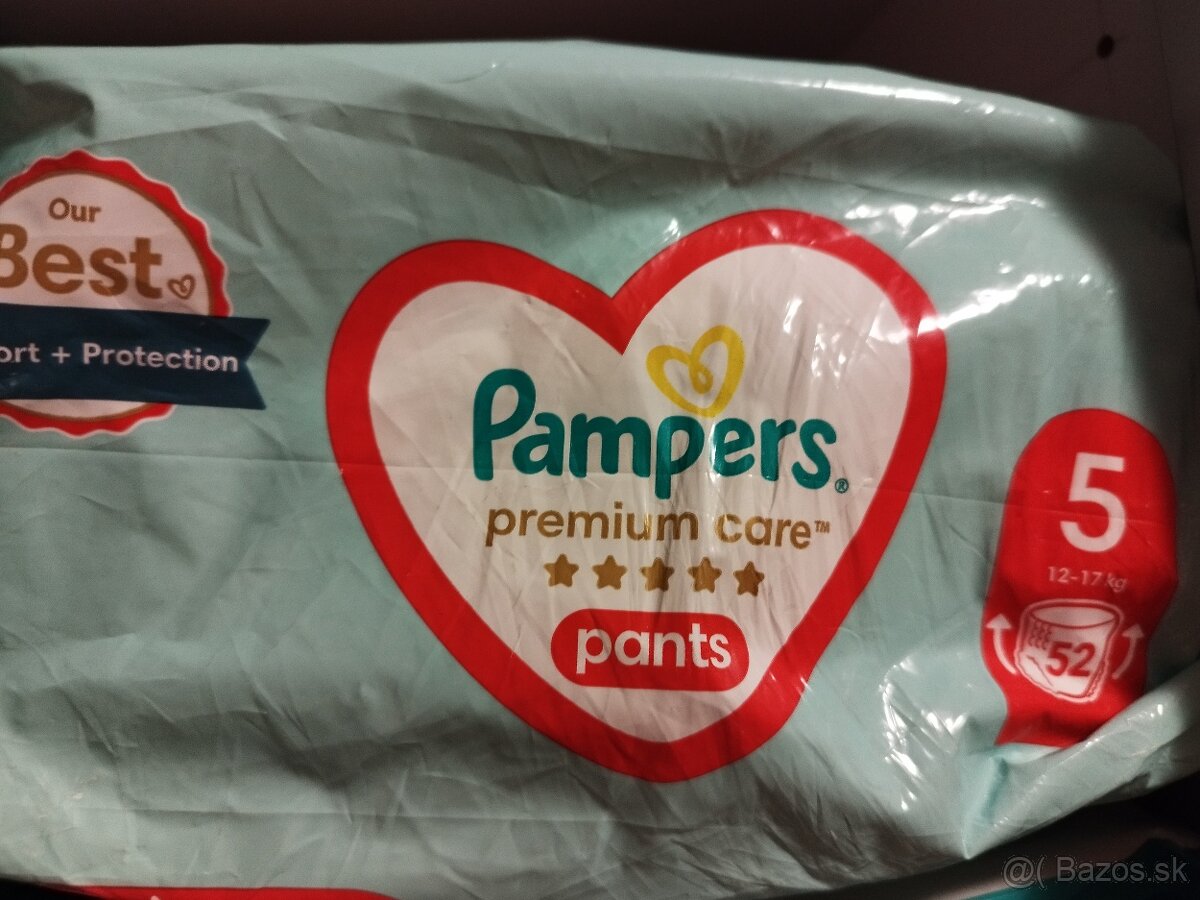 Our
Best
ort + Protection
Pampers®
premium care™
pants
5
12-17 kg
52
@( Bazos.sk